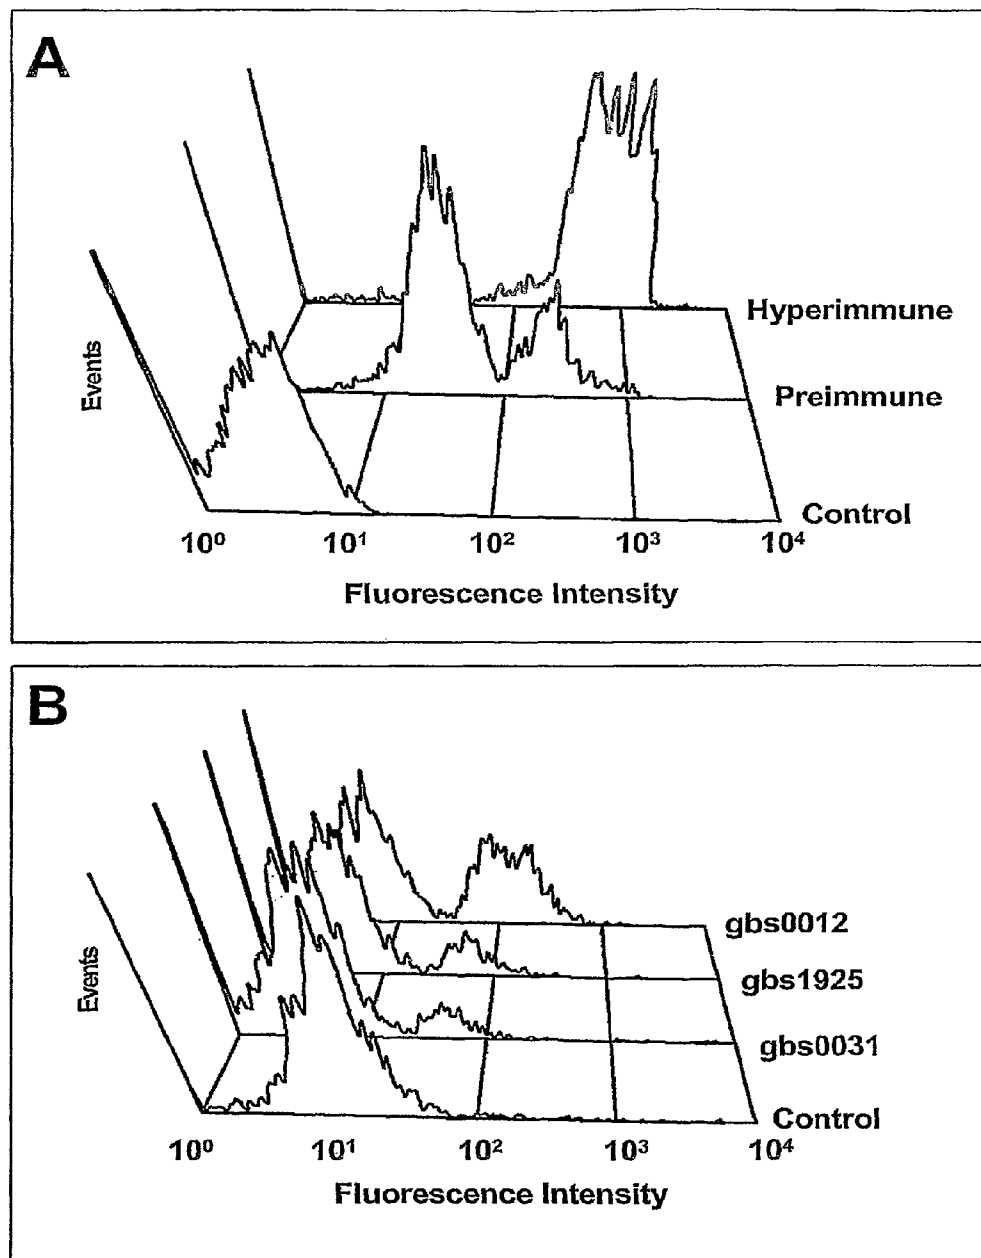 A
Events
Hyperimmune
Preimmune
Control
10⁰ 10¹ 10² 10³ 10⁴
Fluorescence Intensity
B
Events
gbs0012
gbs1925
gbs0031
Control
10⁰ 10¹ 10² 10³ 10⁴
Fluorescence Intensity